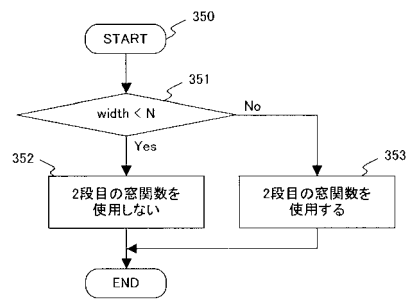 350
START
351
width < N
No
Yes
352
2段目の窓関数を
使用しない
353
2段目の窓関数を
使用する
END